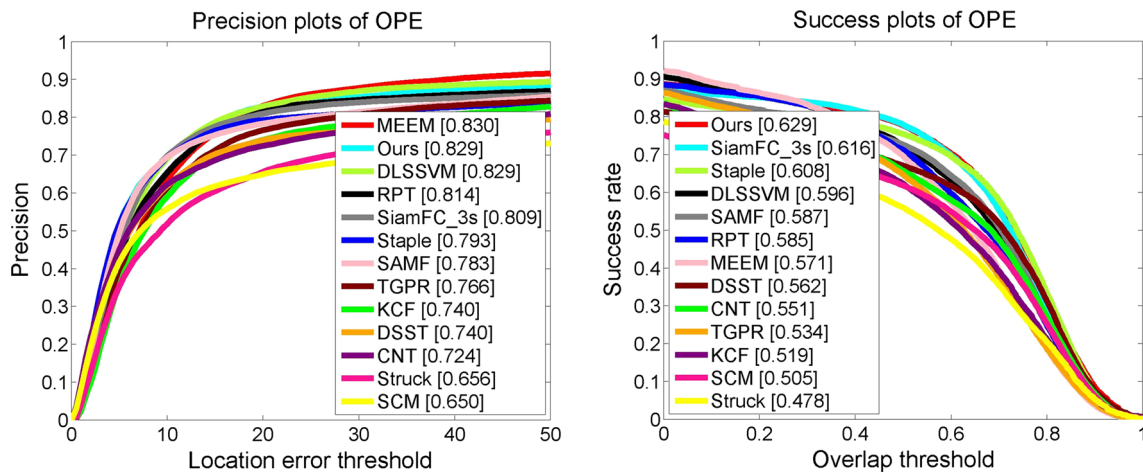 Precision plots of OPE
1
0.9
0.8
0.7
0.6
0.5
0.4
0.3
0.2
0.1
0
Precision
MEEM [0.830]
Ours [0.829]
DLSSVM [0.829]
RPT [0.814]
SiamFC_3s [0.809]
Staple [0.793]
SAMF [0.783]
TGPR [0.766]
KCF [0.740]
DSST [0.740]
CNT [0.724]
Struck [0.656]
SCM [0.650]
0 10 20 30 40 50
Location error threshold
Success plots of OPE
1
0.9
0.8
0.7
0.6
0.5
0.4
0.3
0.2
0.1
0
Success rate
Ours [0.629]
SiamFC_3s [0.616]
Staple [0.608]
DLSSVM [0.596]
SAMF [0.587]
RPT [0.585]
MEEM [0.571]
DSST [0.562]
CNT [0.551]
TGPR [0.534]
KCF [0.519]
SCM [0.505]
Struck [0.478]
0 0.2 0.4 0.6 0.8 1
Overlap threshold